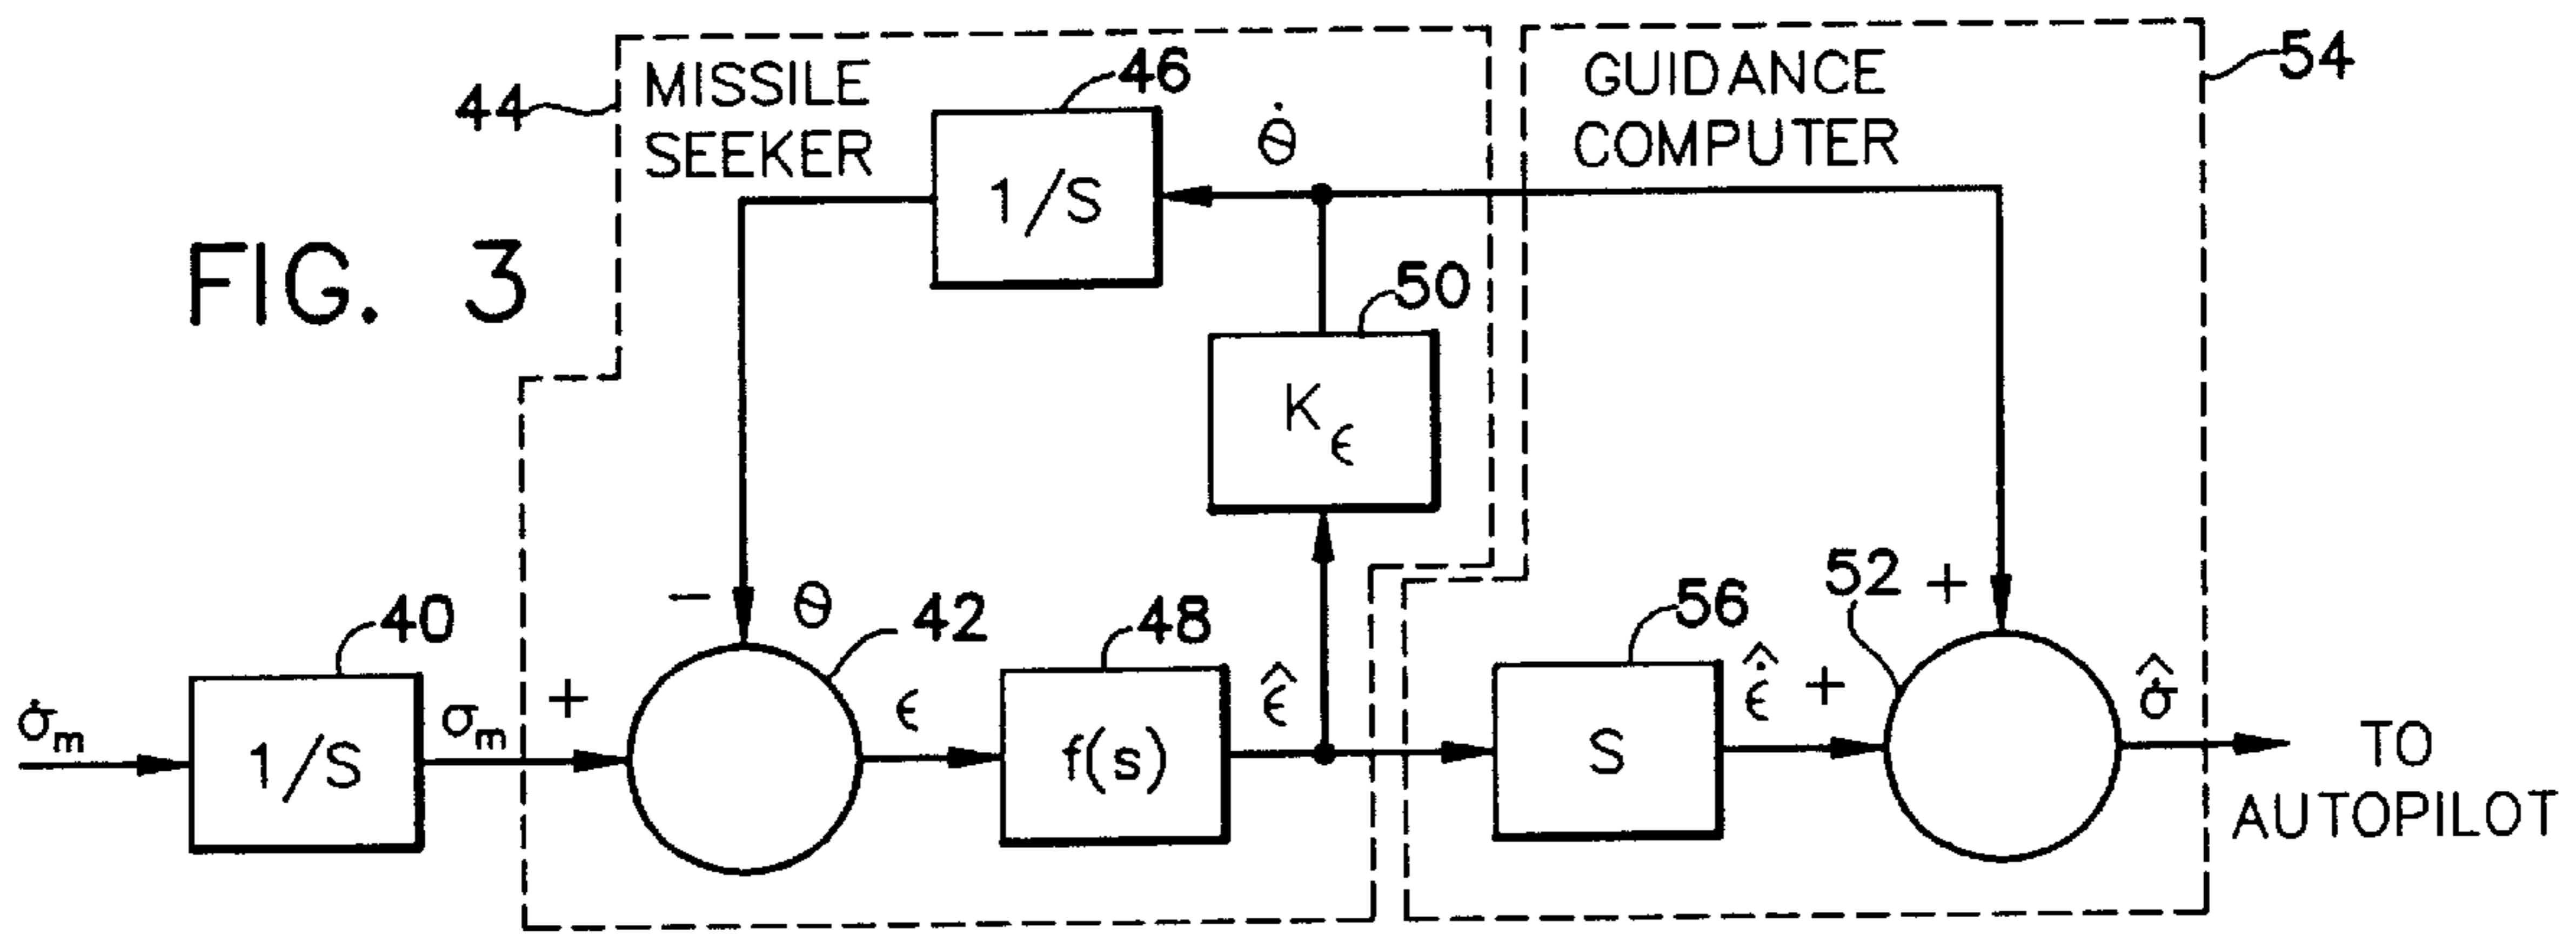 44
MISSILE
SEEKER
46
1/S
θ̇
GUIDANCE
COMPUTER
54
FIG. 3
50
Kϵ
− θ
42
40
σ̇m
1/S
σm
+
ϵ
48
f(s)
ϵ̂
56
S
ϵ̇̂
+
52
+
σ̇̂
TO
AUTOPILOT